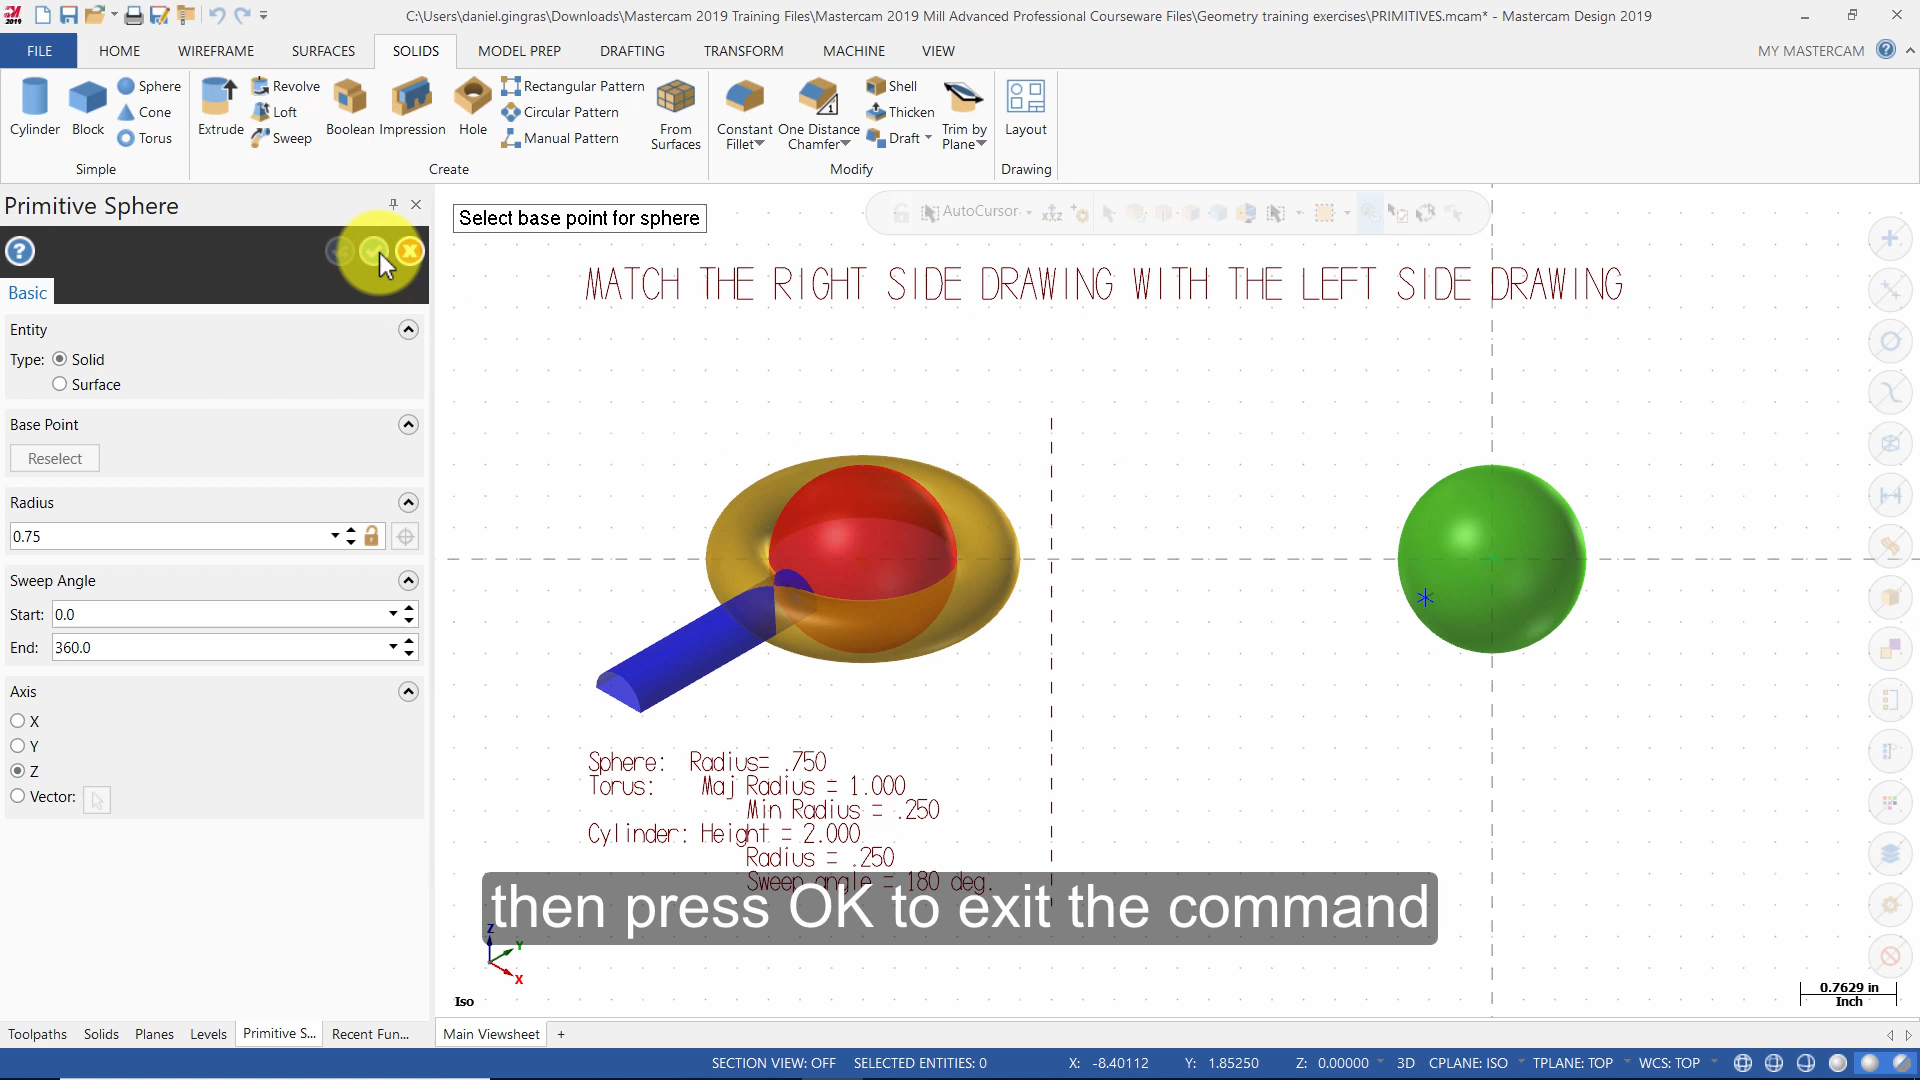 C:\Users\daniel.gingras\Downloads\Mastercam 2019 Training Files\Mastercam 2019 Mill Advanced Professional Courseware Files\Geometry training exercises\PRIMITIVES.mcam* - Mastercam Design 2019
2019
FILE HOME WIREFRAME SURFACES SOLIDS MODEL PREP DRAFTING TRANSFORM MACHINE VIEW MY MASTERCAM
Cylinder
Block
Sphere
Cone
Torus
Simple
Extrude
Revolve
Loft
Sweep
Boolean
Impression
Hole
Rectangular Pattern
Circular Pattern
Manual Pattern
From Surfaces
Create
Constant Fillet
One Distance Chamfer
Shell
Thicken
Draft
Trim by Plane
Modify
Layout
Drawing
Primitive Sphere
Basic
Entity
Type: Solid
Surface
Base Point
Reselect
Radius
0.75
Sweep Angle
Start: 0.0
End: 360.0
Axis
X
Y
Z
Vector:
Select base point for sphere
AutoCursor
MATCH THE RIGHT SIDE DRAWING WITH THE LEFT SIDE DRAWING
Sphere: Radius= .750
Torus: Maj Radius = 1.000
Min Radius = .250
Cylinder: Height = 2.000
Radius = .250
Sweep angle = 180 deg.
then press OK to exit the command
Z
Y
X
Iso
0.7629 in
Inch
Toolpaths Solids Planes Levels Primitive S... Recent Fun... Main Viewsheet +
SECTION VIEW: OFF SELECTED ENTITIES: 0 X: -8.40112 Y: 1.85250 Z: 0.00000 3D CPLANE: ISO TPLANE: TOP WCS: TOP